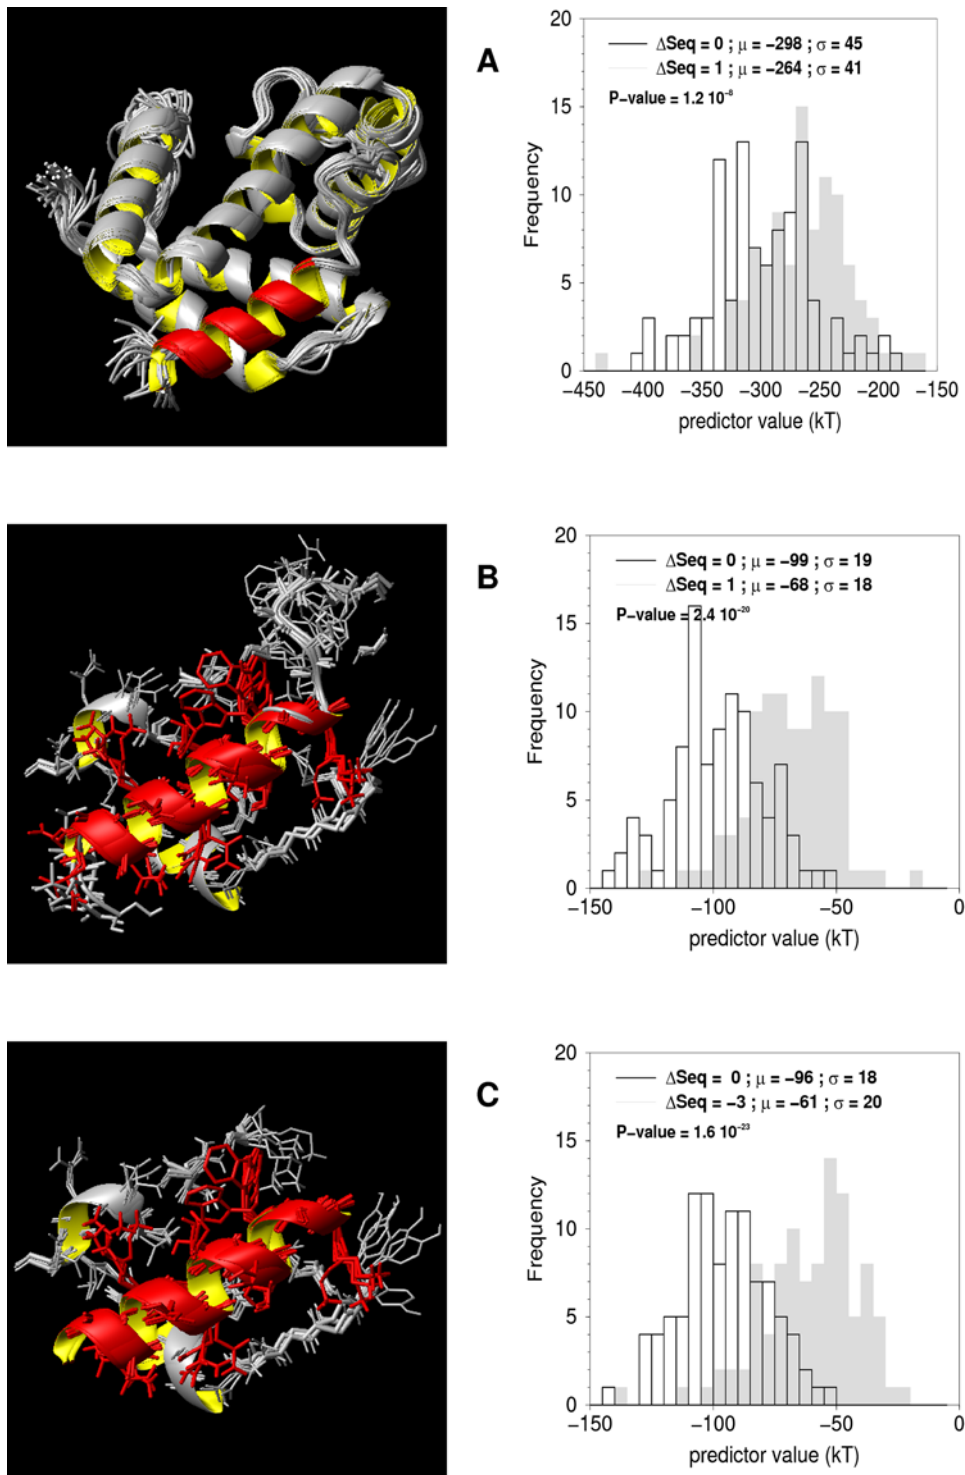 A
20
15
10
5
0
Frequency
ΔSeq = 0 ; μ = −298 ; σ = 45
ΔSeq = 1 ; μ = −264 ; σ = 41
P−value = 1.2 10⁻⁸
−450 −400 −350 −300 −250 −200 −150
predictor value (kT)
B
20
15
10
5
0
Frequency
ΔSeq = 0 ; μ = −99 ; σ = 19
ΔSeq = 1 ; μ = −68 ; σ = 18
P−value = 2.4 10⁻²⁰
−150 −100 −50 0
predictor value (kT)
C
20
15
10
5
0
Frequency
ΔSeq = 0 ; μ = −96 ; σ = 18
ΔSeq = −3 ; μ = −61 ; σ = 20
P−value = 1.6 10⁻²³
−150 −100 −50 0
predictor value (kT)